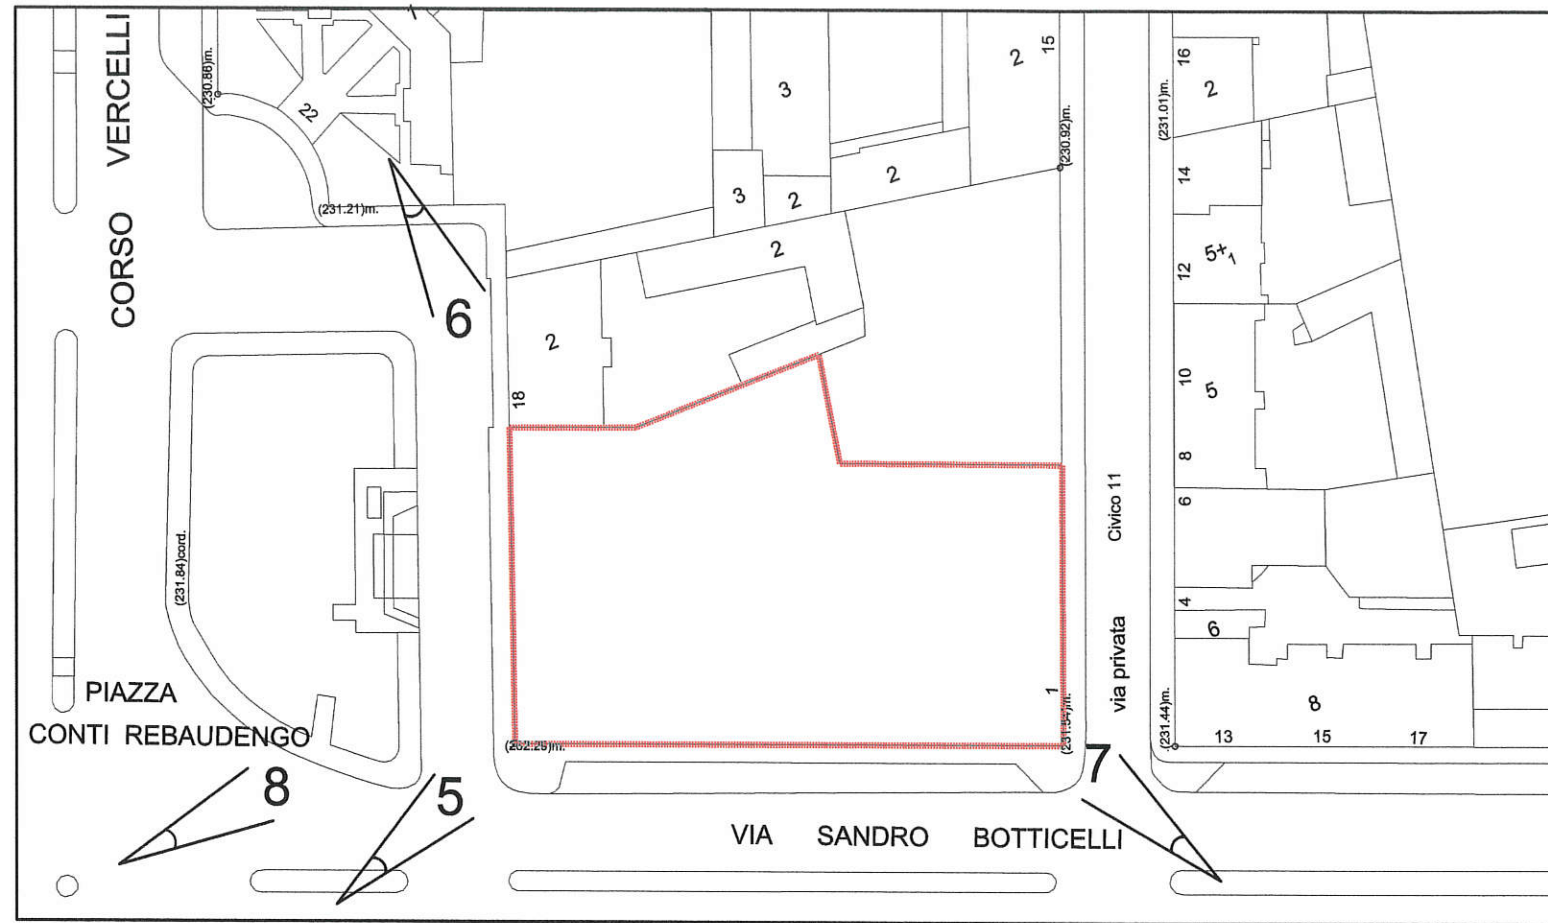 CORSO VERCELLI
(230.86)m.
22
(231.21)m.
6
3
2
15
(230.92)m.
3
2
2
2
2
18
16
2
(231.01)m.
14
5+1
12
10
5
8
6
Civico 11
4
6
via privata
(231.84)cord.
PIAZZA
CONTI REBAUDENGO
1
(231.44)m.
8
13 15 17
8
5
7
VIA SANDRO BOTTICELLI